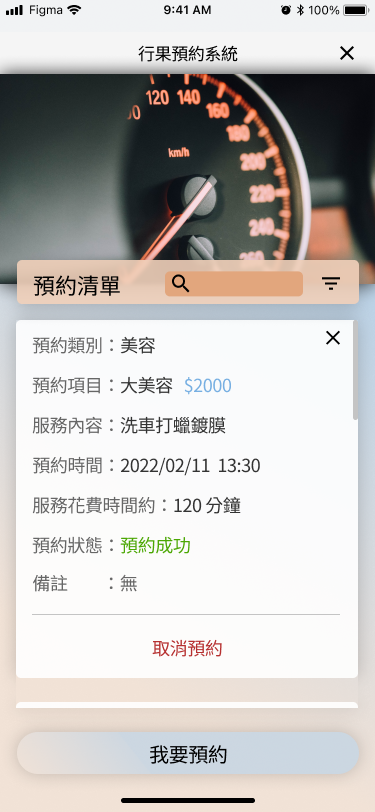 Figma 9:41 AM 100%
行果預約系統
120 140
160
180
km/h
200
220
240
260
預約清單
預約類別：美容
預約項目：大美容 $2000
服務內容：洗車打蠟鍍膜
預約時間：2022/02/11 13:30
服務花費時間約：120 分鐘
預約狀態：預約成功
備註 ：無
取消預約
我要預約